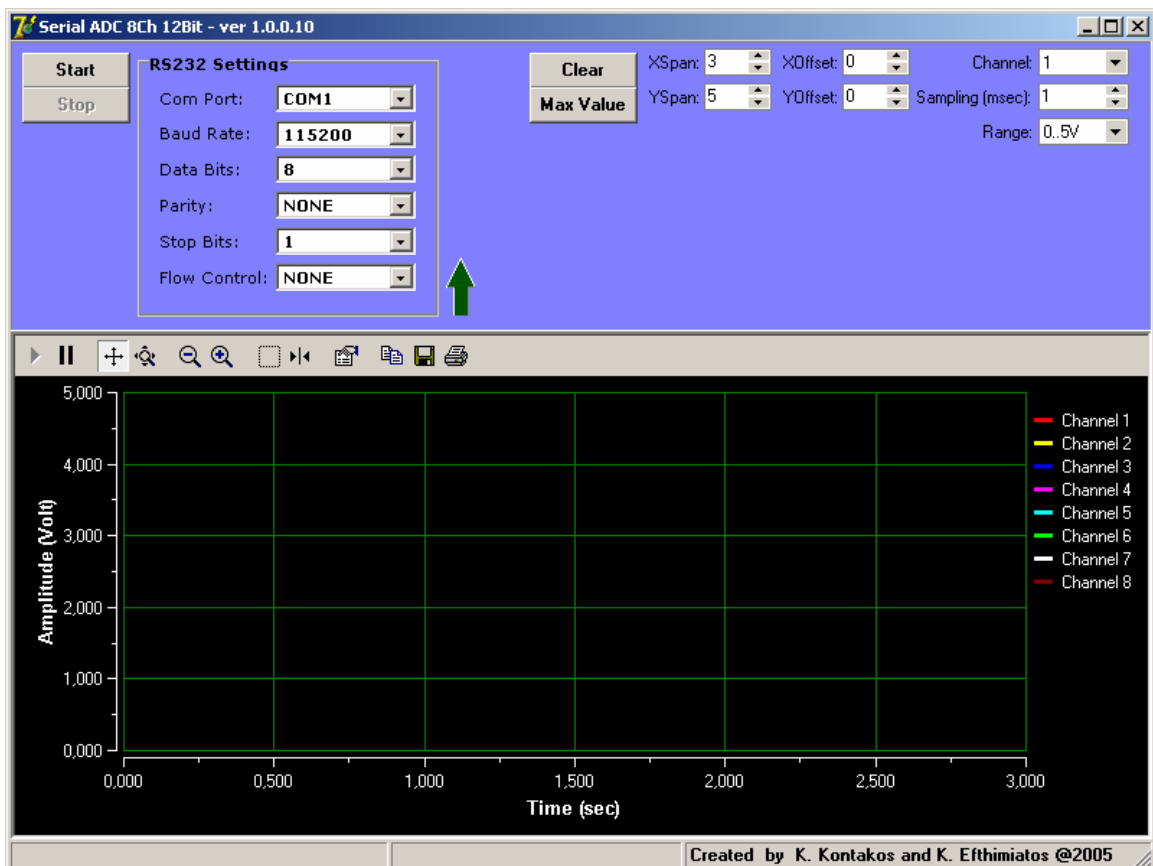 Serial ADC 8Ch 12Bit - ver 1.0.0.10
Start
Stop
RS232 Settings
Com Port: COM1
Baud Rate: 115200
Data Bits: 8
Parity: NONE
Stop Bits: 1
Flow Control: NONE
Clear
Max Value
XSpan: 3 XOffset: 0 Channel: 1
YSpan: 5 YOffset: 0 Sampling (msec): 1
Range: 0..5V
5,000
4,000
3,000
2,000
1,000
0,000
Amplitude (Volt)
0,000 0,500 1,000 1,500 2,000 2,500 3,000
Time (sec)
Channel 1
Channel 2
Channel 3
Channel 4
Channel 5
Channel 6
Channel 7
Channel 8
Created by K. Kontakos and K. Efthimiatos @2005